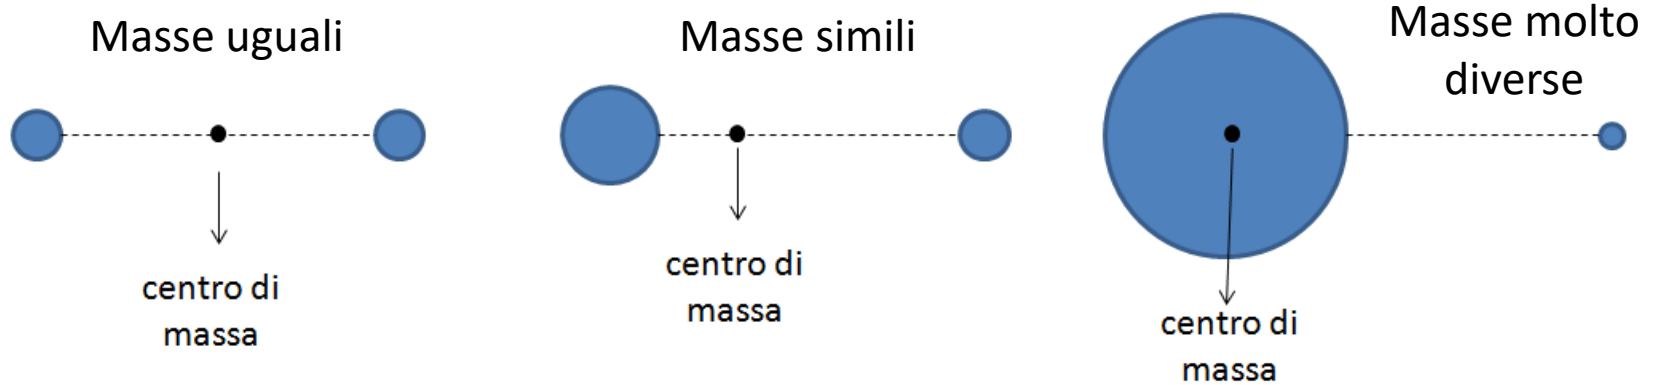 Masse uguali
centro di
massa
Masse simili
centro di
massa
Masse molto
diverse
centro di
massa